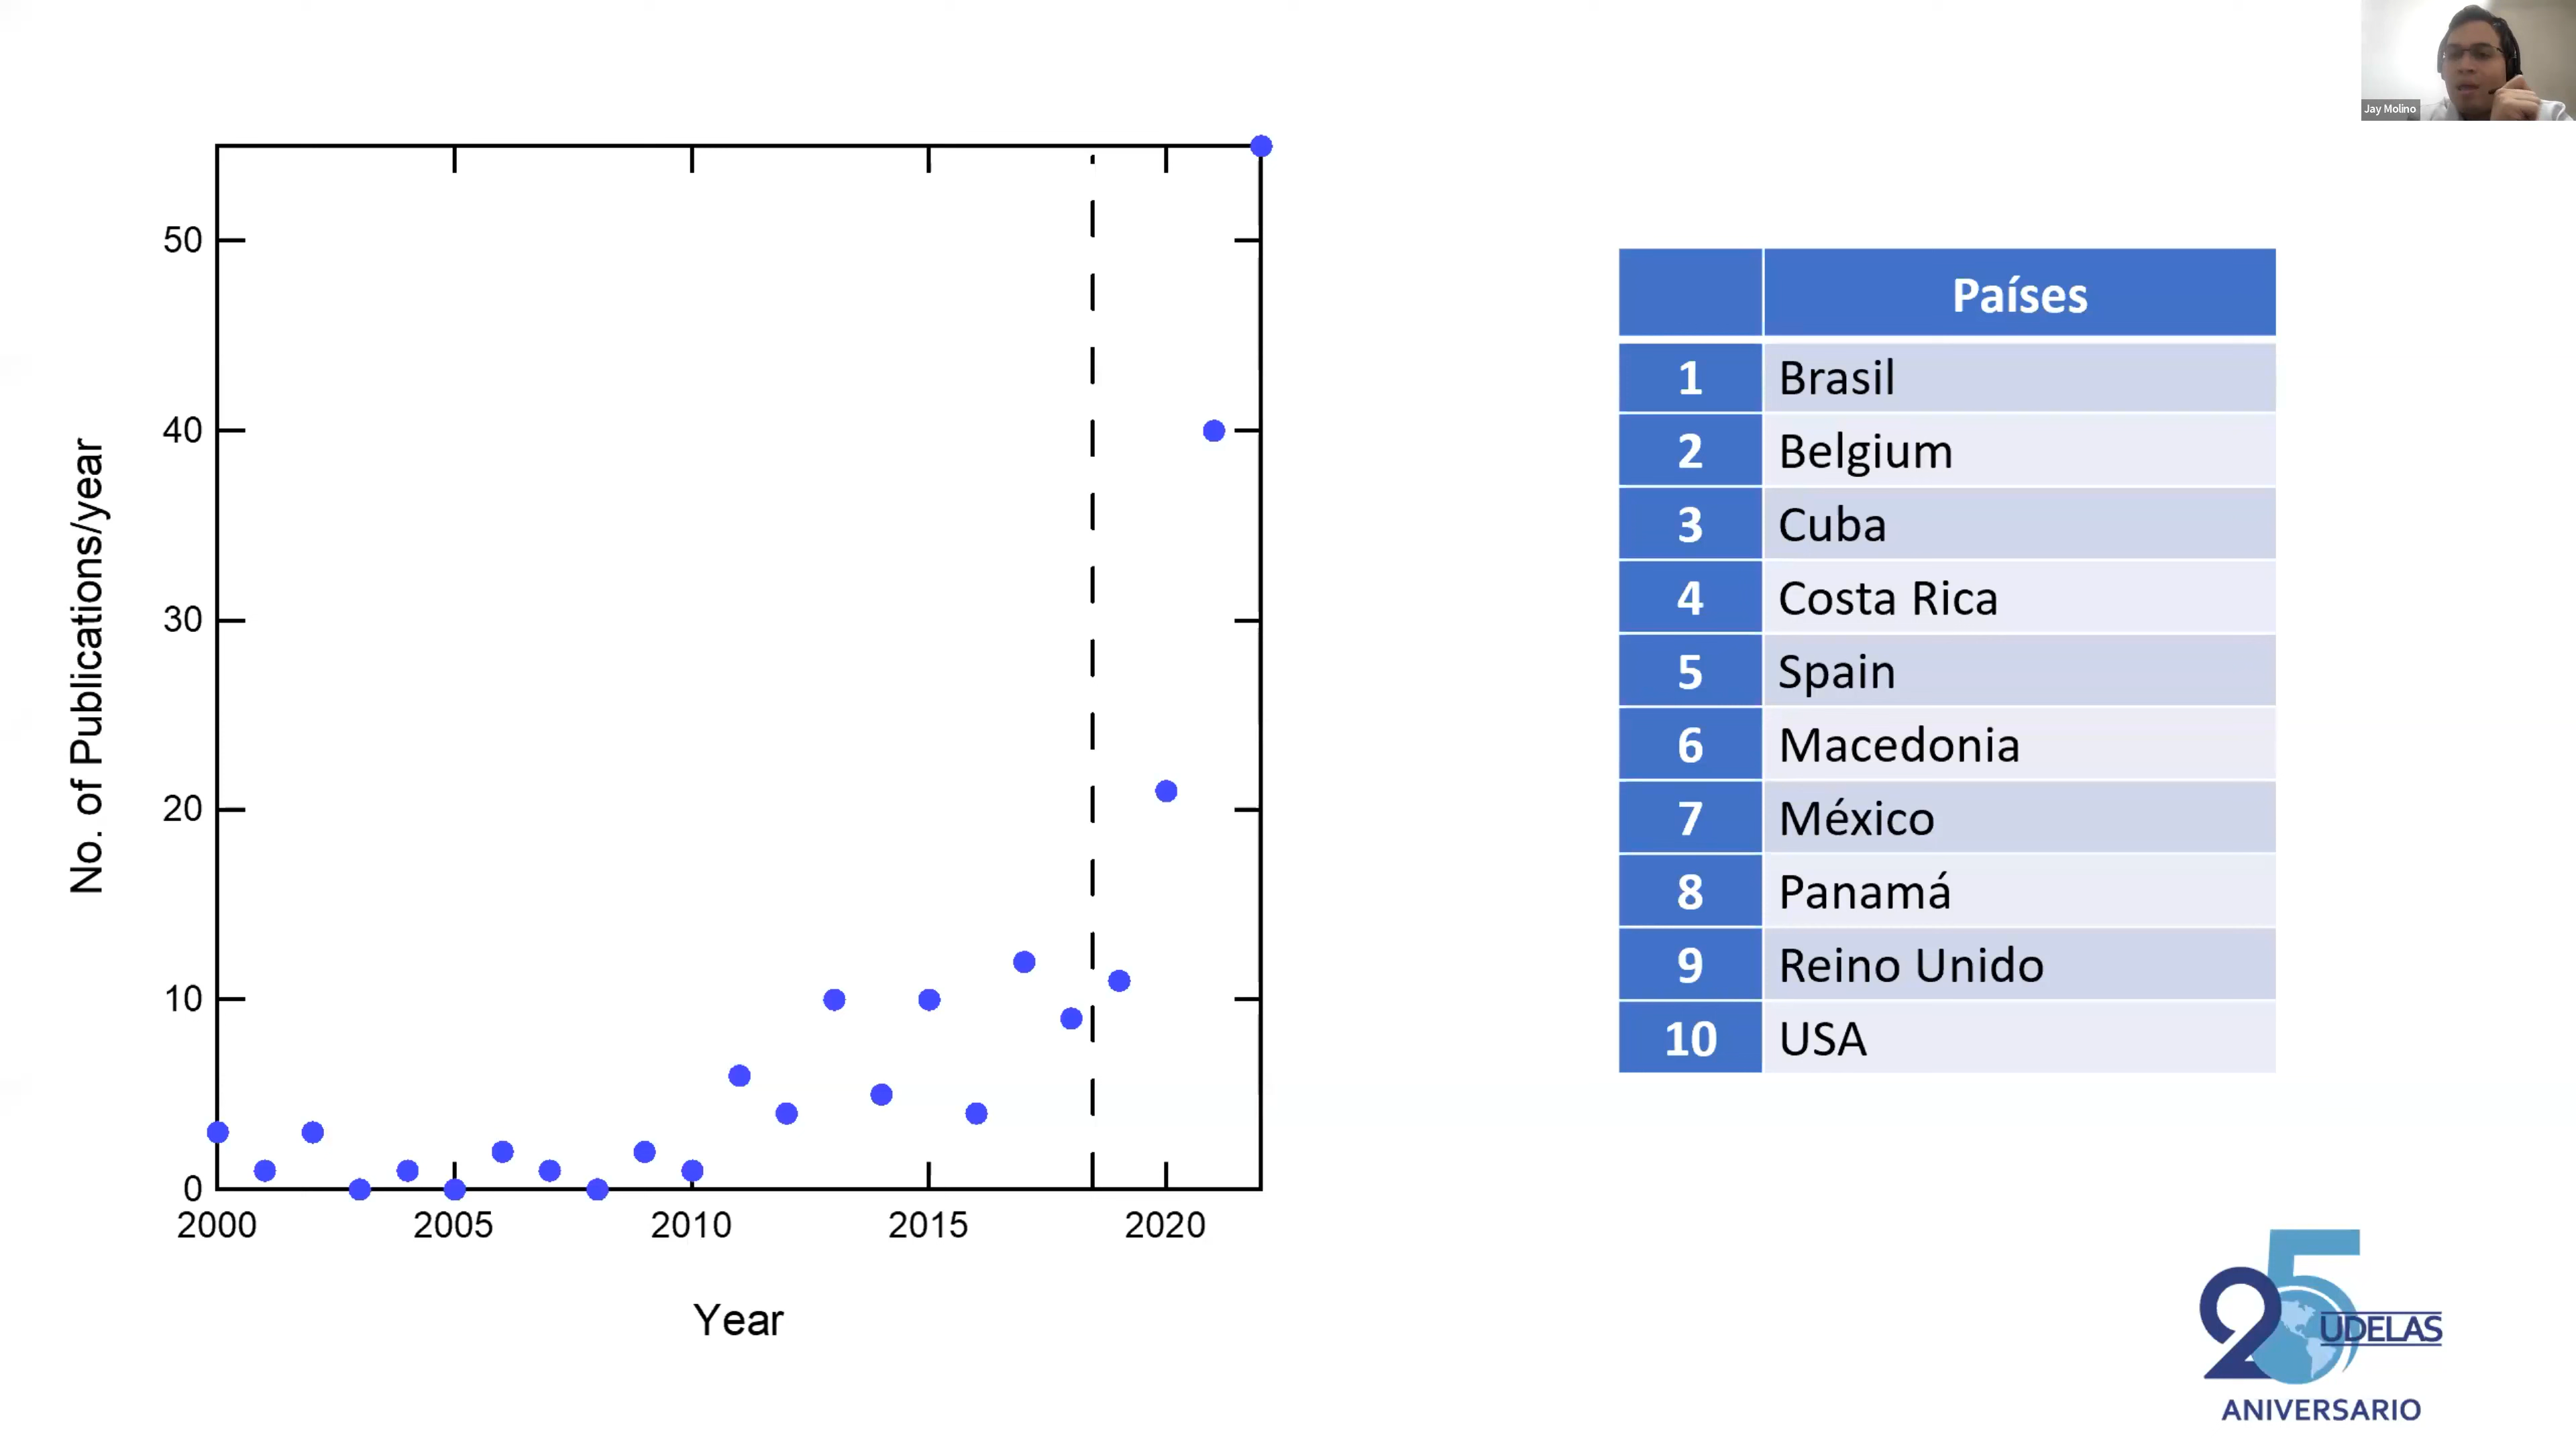 Jay Molino
No. of Publications/year
50
40
30
20
10
0
2000 2005 2010 2015 2020
Year
Países
1 Brasil
2 Belgium
3 Cuba
4 Costa Rica
5 Spain
6 Macedonia
7 México
8 Panamá
9 Reino Unido
10 USA
25
UDELAS
ANIVERSARIO